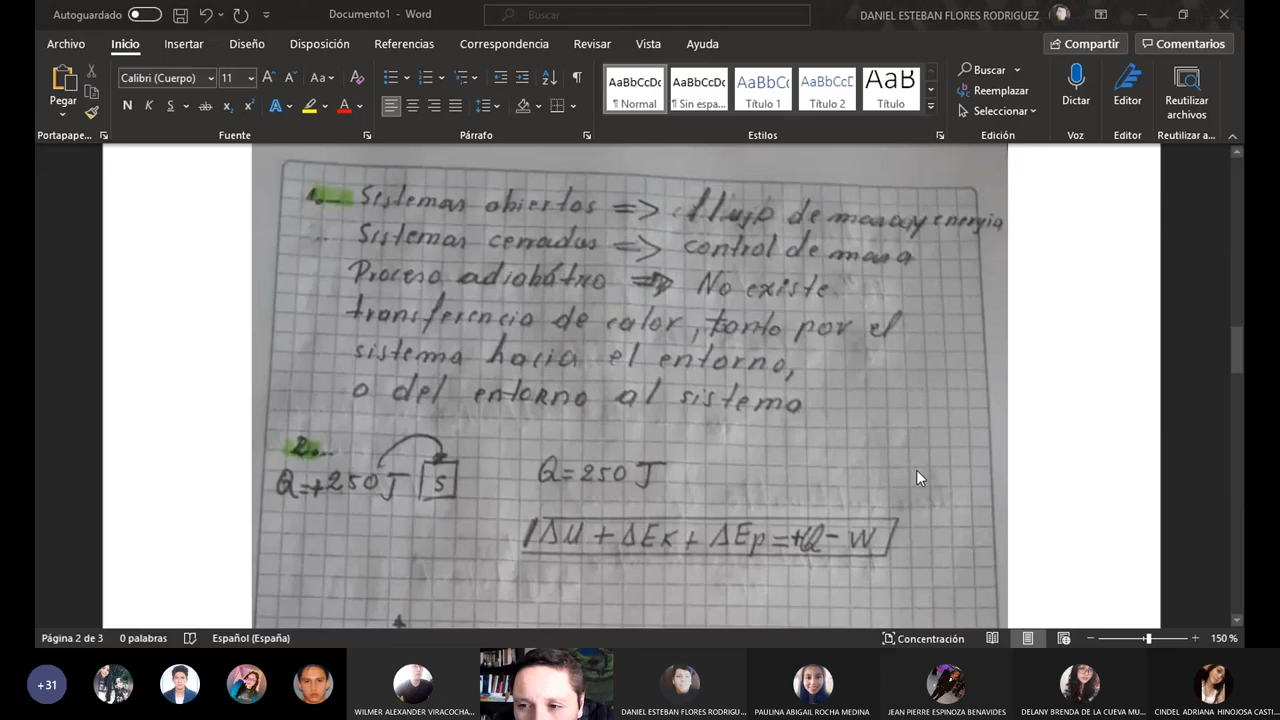 Autoguardado
Documento1 - Word
Buscar
DANIEL ESTEBAN FLORES RODRIGUEZ
Archivo Inicio Insertar Diseño Disposición Referencias Correspondencia Revisar Vista Ayuda
Compartir Comentarios
Pegar
Calibri (Cuerpo) 11
AaBbCcDc AaBbCcDc AaBbCc AaBbCcD AaB
¶ Normal ¶ Sin espa... Título 1 Título 2 Título
Buscar
Reemplazar
Seleccionar
Dictar
Editor
Reutilizar archivos
Portapape... Fuente Párrafo Estilos Edición Voz Editor Reutilizar a...
1.- Sistemas abiertos => flujo de masa y energia
Sistemas cerrados => control de masa
Proceso adiabático => No existe
transferencia de calor, tanto por el
sistema hacia el entorno,
o del entorno al sistema
2.-
Q=+250J S
Q=250 J
ΔU + ΔEk + ΔEp=+Q- W
Página 2 de 3 0 palabras Español (España)
Concentración
150 %
+31
WILMER ALEXANDER VIRACOCHA...
DANIEL ESTEBAN FLORES RODRIGU...
PAULINA ABIGAIL ROCHA MEDINA
JEAN PIERRE ESPINOZA BENAVIDES
DELANY BRENDA DE LA CUEVA MU...
CINDEL ADRIANA HINOJOSA CASTI...